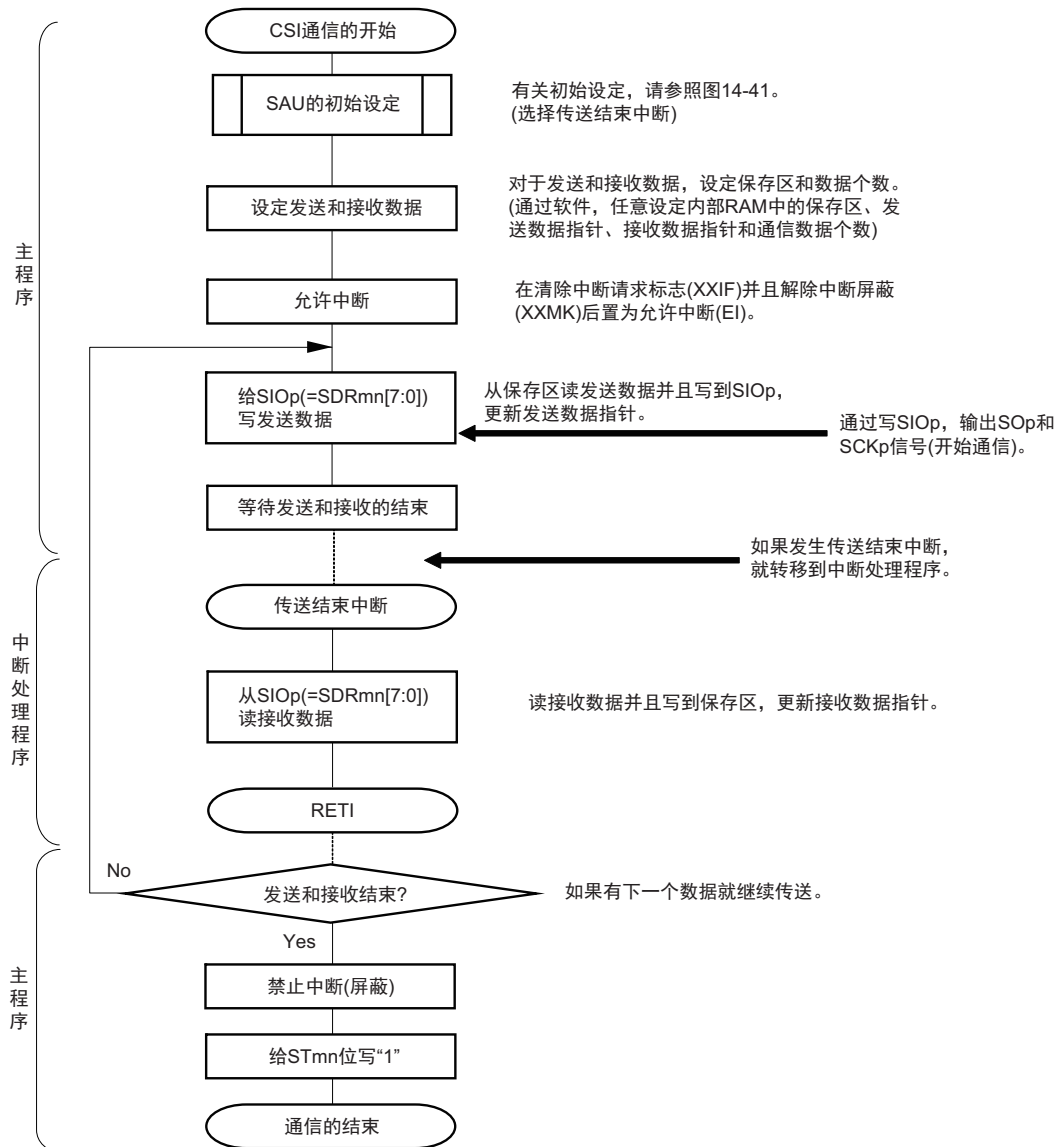 CSI通信的开始
SAU的初始设定
有关初始设定，请参照图14-41。
(选择传送结束中断)
设定发送和接收数据
对于发送和接收数据，设定保存区和数据个数。
(通过软件，任意设定内部RAM中的保存区、发
送数据指针、接收数据指针和通信数据个数)
主程序
允许中断
在清除中断请求标志(XXIF)并且解除中断屏蔽
(XXMK)后置为允许中断(EI)。
给SIOp(=SDRmn[7:0])
写发送数据
从保存区读发送数据并且写到SIOp，
更新发送数据指针。
通过写SIOp，输出SOp和
SCKp信号(开始通信)。
等待发送和接收的结束
如果发生传送结束中断，
就转移到中断处理程序。
传送结束中断
中断处理程序
从SIOp(=SDRmn[7:0])
读接收数据
读接收数据并且写到保存区，更新接收数据指针。
RETI
No
发送和接收结束?
如果有下一个数据就继续传送。
Yes
主程序
禁止中断(屏蔽)
给STmn位写“1”
通信的结束